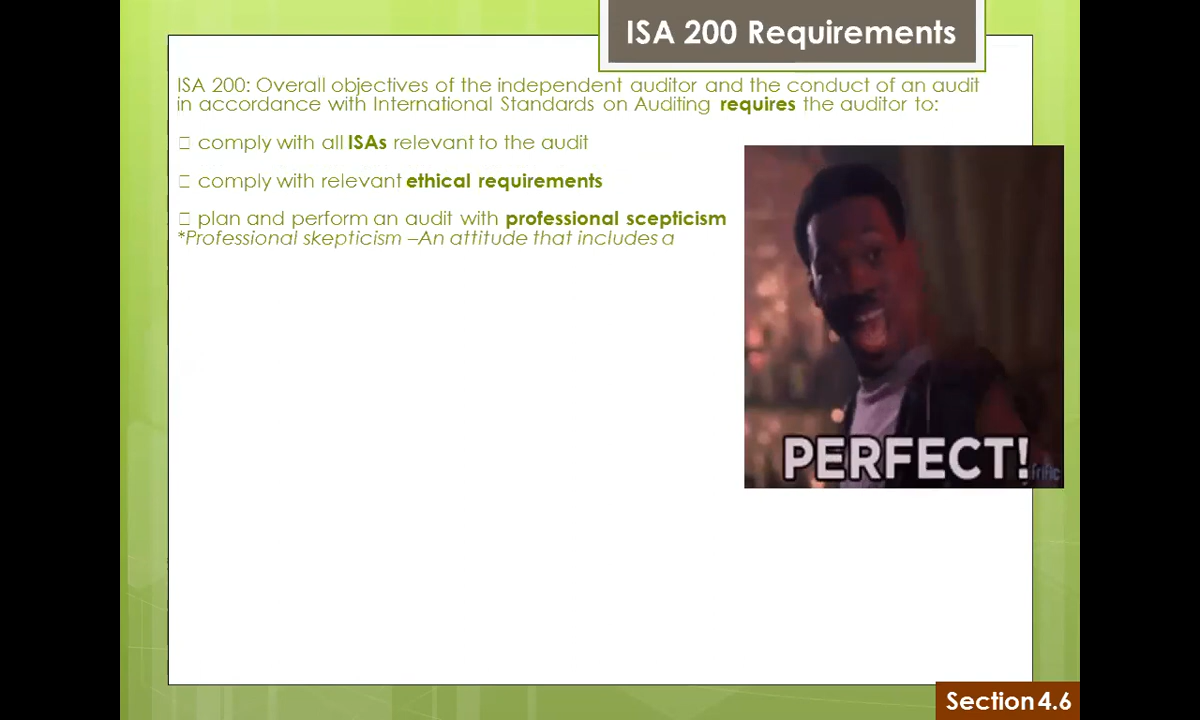 ISA 200 Requirements
ISA 200: Overall objectives of the independent auditor and the conduct of an audit
in accordance with International Standards on Auditing requires the auditor to:
comply with all ISAs relevant to the audit
comply with relevant ethical requirements
plan and perform an audit with professional scepticism
*Professional skepticism –An attitude that includes a
PERFECT!
Section 4.6